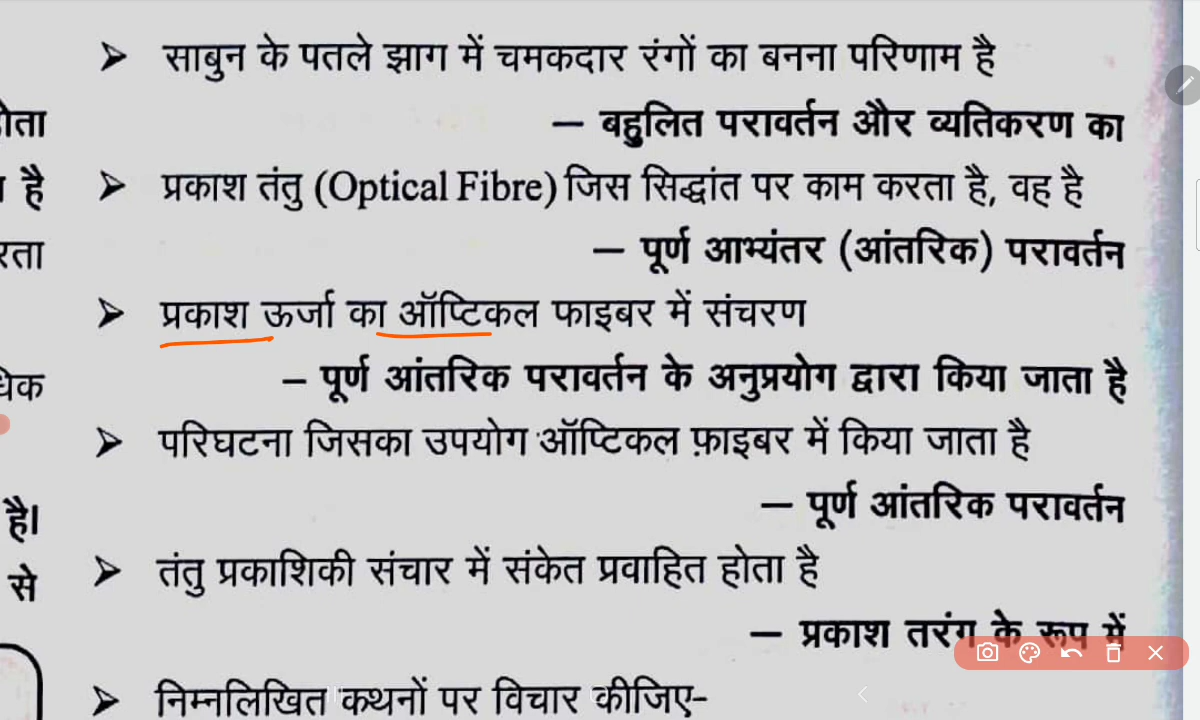 ➤ साबुन के पतले झाग में चमकदार रंगों का बनना परिणाम है
— बहुलित परावर्तन और व्यतिकरण का
है
➤ प्रकाश तंतु (Optical Fibre) जिस सिद्धांत पर काम करता है, वह है
— पूर्ण आभ्यंतर (आंतरिक) परावर्तन
➤ प्रकाश ऊर्जा का ऑप्टिकल फाइबर में संचरण
– पूर्ण आंतरिक परावर्तन के अनुप्रयोग द्वारा किया जाता है
➤ परिघटना जिसका उपयोग ऑप्टिकल फ़ाइबर में किया जाता है
— पूर्ण आंतरिक परावर्तन
है।
➤ तंतु प्रकाशिकी संचार में संकेत प्रवाहित होता है
से
— प्रकाश तरंग के रूप में
➤ निम्नलिखित कथनों पर विचार कीजिए-